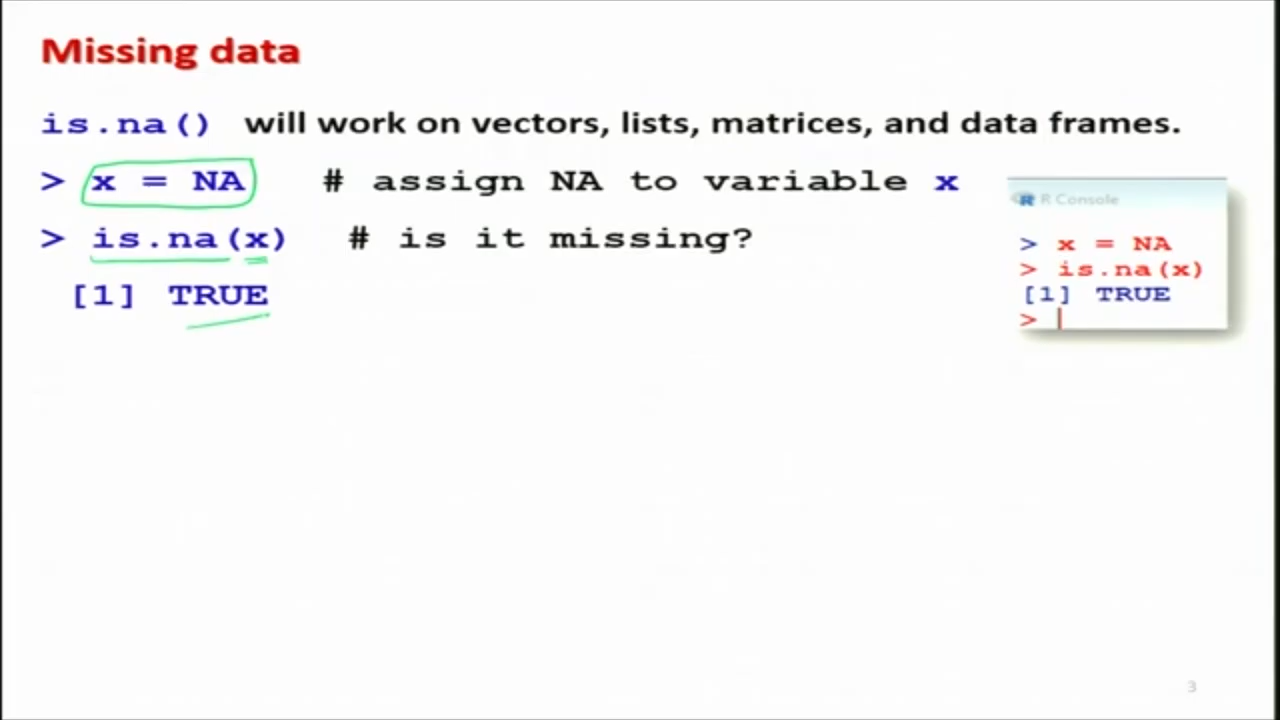 Missing data
is.na() will work on vectors, lists, matrices, and data frames.
> x = NA # assign NA to variable x
> is.na(x) # is it missing?
[1] TRUE
R R Console
> x = NA
> is.na(x)
[1] TRUE
>
3